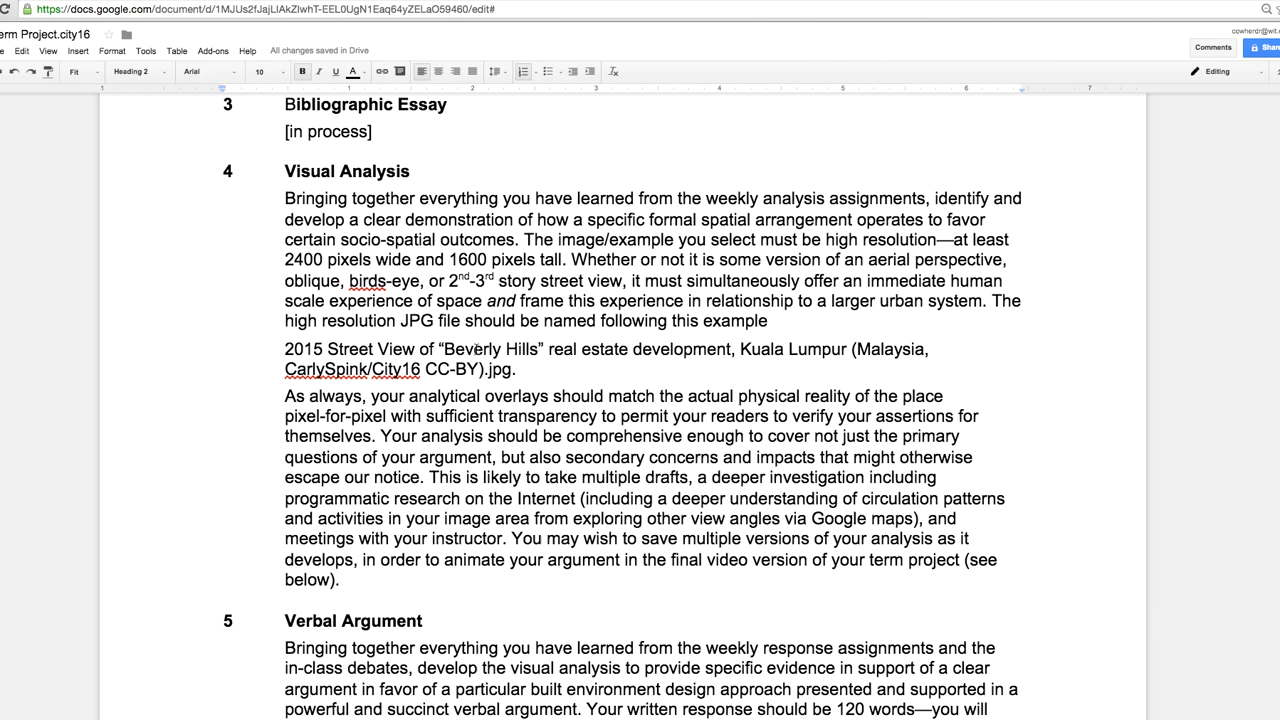 https://docs.google.com/document/d/1MJUs2fJajLIAkZlwhT-EEL0UgN1Eaq64yZELaO59460/edit#
erm Project.city16
cowherdr@wit.e
Edit View Insert Format Tools Table Add-ons Help All changes saved in Drive
Comments Shar
Fit Heading 2 Arial 10 B I U A Editing
1 1 2 3 4 5 6 7
3 Bibliographic Essay
[in process]
4 Visual Analysis
Bringing together everything you have learned from the weekly analysis assignments, identify and
develop a clear demonstration of how a specific formal spatial arrangement operates to favor
certain socio-spatial outcomes. The image/example you select must be high resolution—at least
2400 pixels wide and 1600 pixels tall. Whether or not it is some version of an aerial perspective,
oblique, birds-eye, or 2nd-3rd story street view, it must simultaneously offer an immediate human
scale experience of space and frame this experience in relationship to a larger urban system. The
high resolution JPG file should be named following this example
2015 Street View of “Beverly Hills” real estate development, Kuala Lumpur (Malaysia,
CarlySpink/City16 CC-BY).jpg.
As always, your analytical overlays should match the actual physical reality of the place
pixel-for-pixel with sufficient transparency to permit your readers to verify your assertions for
themselves. Your analysis should be comprehensive enough to cover not just the primary
questions of your argument, but also secondary concerns and impacts that might otherwise
escape our notice. This is likely to take multiple drafts, a deeper investigation including
programmatic research on the Internet (including a deeper understanding of circulation patterns
and activities in your image area from exploring other view angles via Google maps), and
meetings with your instructor. You may wish to save multiple versions of your analysis as it
develops, in order to animate your argument in the final video version of your term project (see
below).
5 Verbal Argument
Bringing together everything you have learned from the weekly response assignments and the
in-class debates, develop the visual analysis to provide specific evidence in support of a clear
argument in favor of a particular built environment design approach presented and supported in a
powerful and succinct verbal argument. Your written response should be 120 words—you will